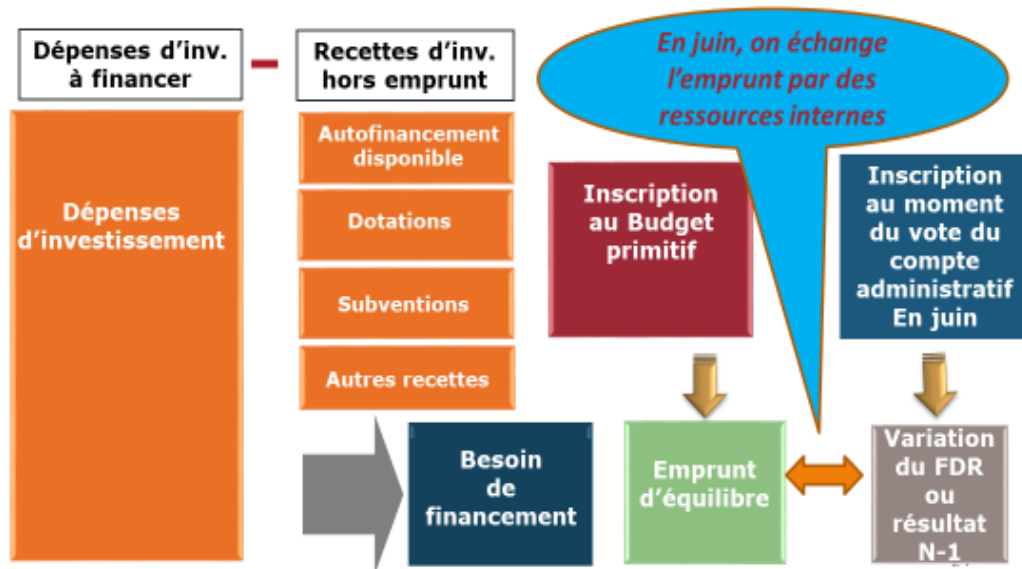 Dépenses d'inv.
à financer
Recettes d'inv.
hors emprunt
En juin, on échange
l'emprunt par des
ressources internes
Dépenses
d'investissement
Autofinancement
disponible
Dotations
Subventions
Autres recettes
Inscription
au Budget
primitif
Inscription
au moment
du vote du
compte
administratif
En juin
Besoin
de
financement
Emprunt
d'équilibre
Variation
du FDR
ou
résultat
N-1